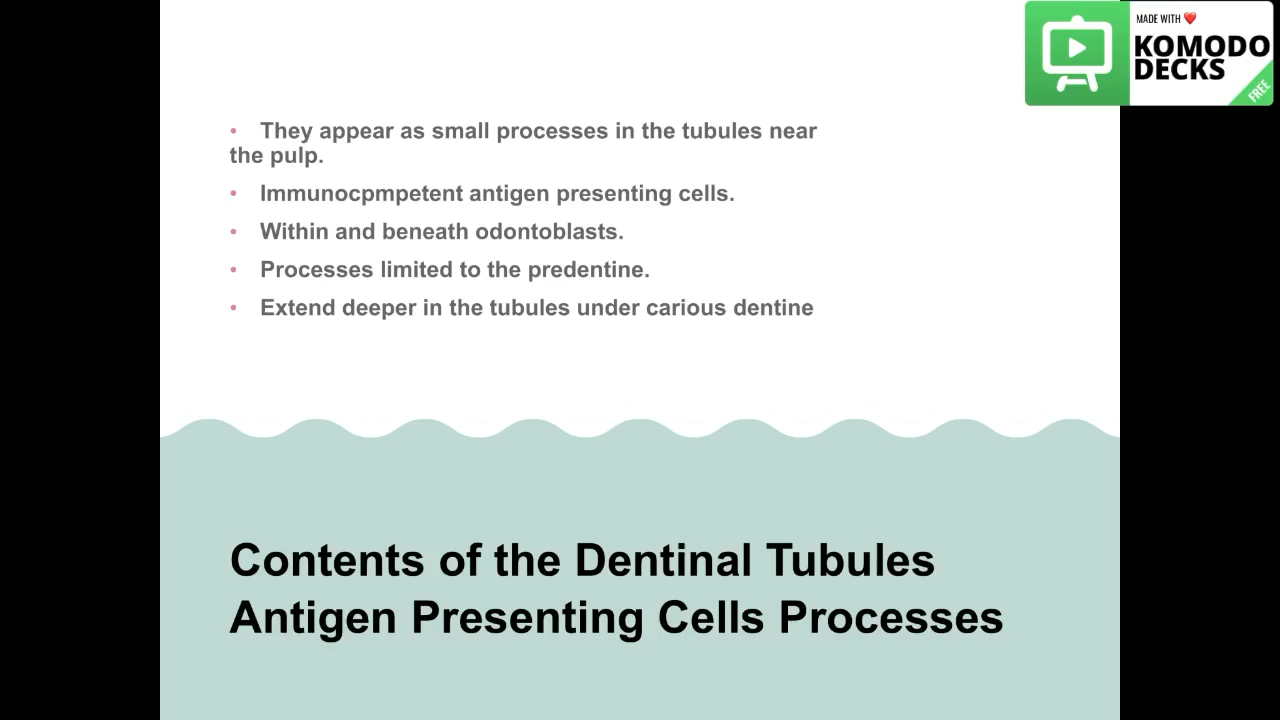 MADE WITH ❤️
KOMODO
DECKS
FREE
• They appear as small processes in the tubules near
the pulp.
• Immunocpmpetent antigen presenting cells.
• Within and beneath odontoblasts.
• Processes limited to the predentine.
• Extend deeper in the tubules under carious dentine
Contents of the Dentinal Tubules
Antigen Presenting Cells Processes